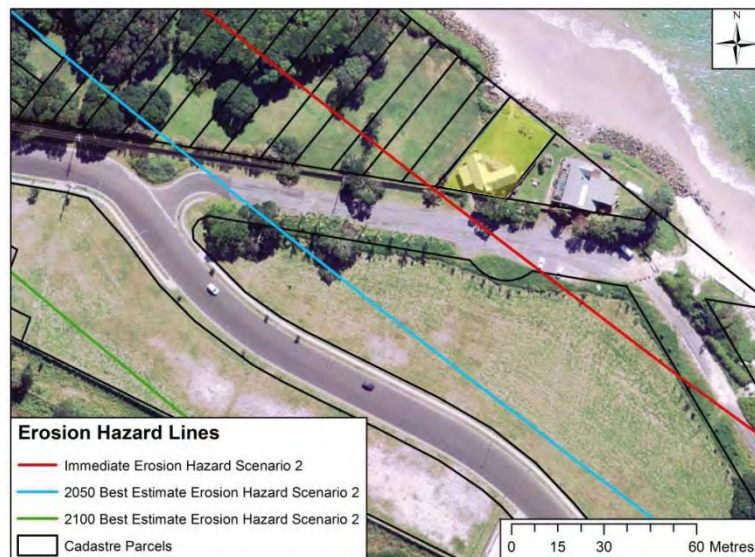 N
Erosion Hazard Lines
Immediate Erosion Hazard Scenario 2
2050 Best Estimate Erosion Hazard Scenario 2
2100 Best Estimate Erosion Hazard Scenario 2
Cadastre Parcels
0 15 30 60 Metres